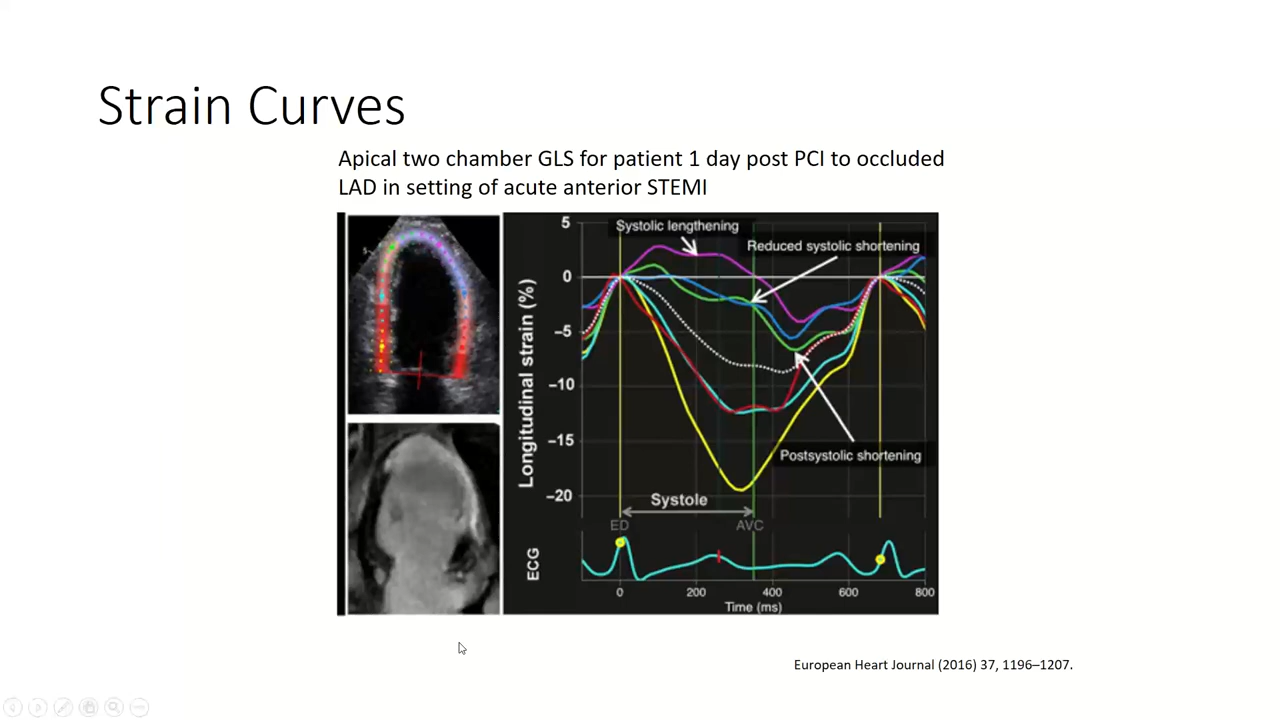 Strain Curves
Apical two chamber GLS for patient 1 day post PCI to occluded
LAD in setting of acute anterior STEMI
5
Systolic lengthening
Reduced systolic shortening
0
Longitudinal strain (%)
−5
−10
−15
Postsystolic shortening
−20
Systole
ED
AVC
ECG
0
200
400
600
800
Time (ms)
5
European Heart Journal (2016) 37, 1196–1207.